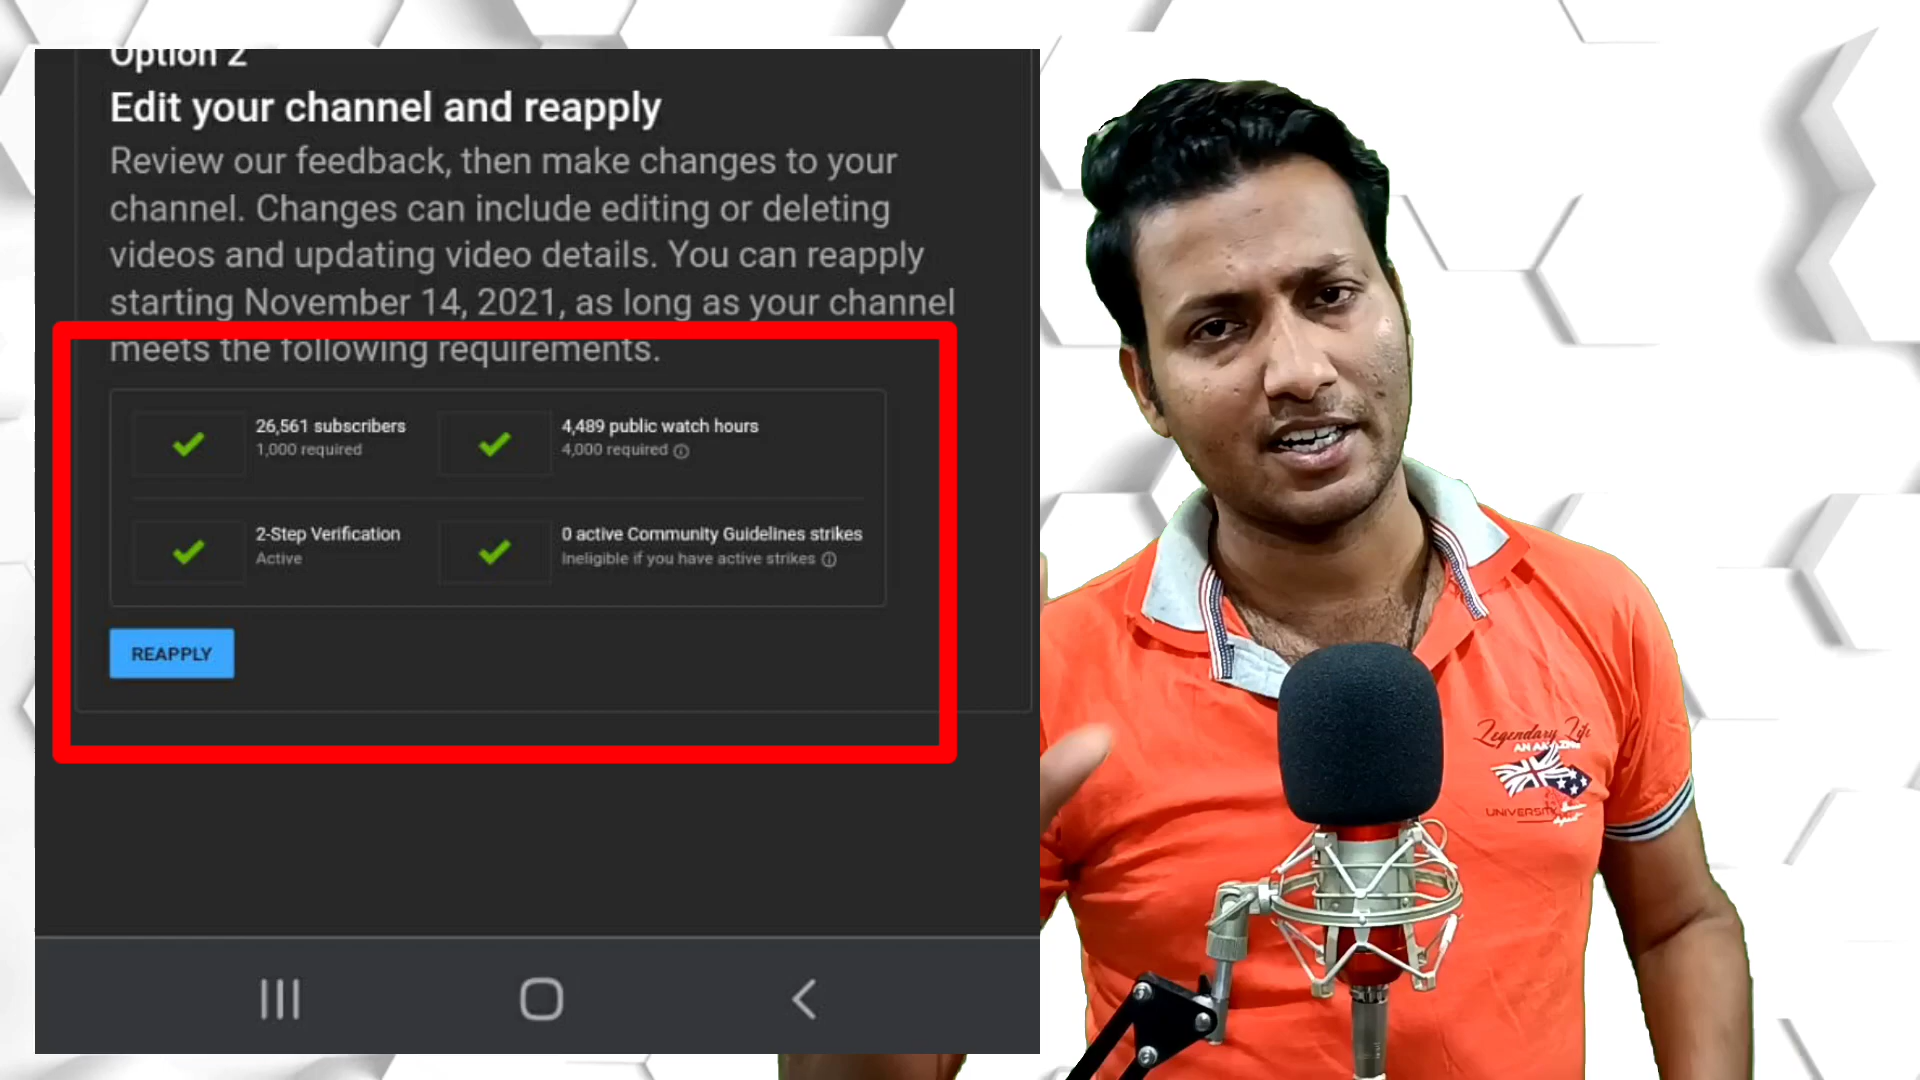 Option 2
Edit your channel and reapply
Review our feedback, then make changes to your
channel. Changes can include editing or deleting
videos and updating video details. You can reapply
starting November 14, 2021, as long as your channel
meets the following requirements.
26,561 subscribers
1,000 required
4,489 public watch hours
4,000 required
2-Step Verification
Active
0 active Community Guidelines strikes
Ineligible if you have active strikes
REAPPLY
Legendary Life
AN AMAZING
UNIVERSITY